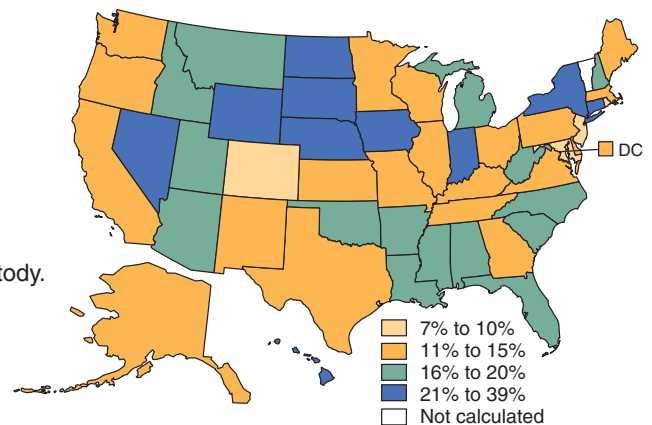 DC
tody.
7% to 10%
11% to 15%
16% to 20%
21% to 39%
Not calculated